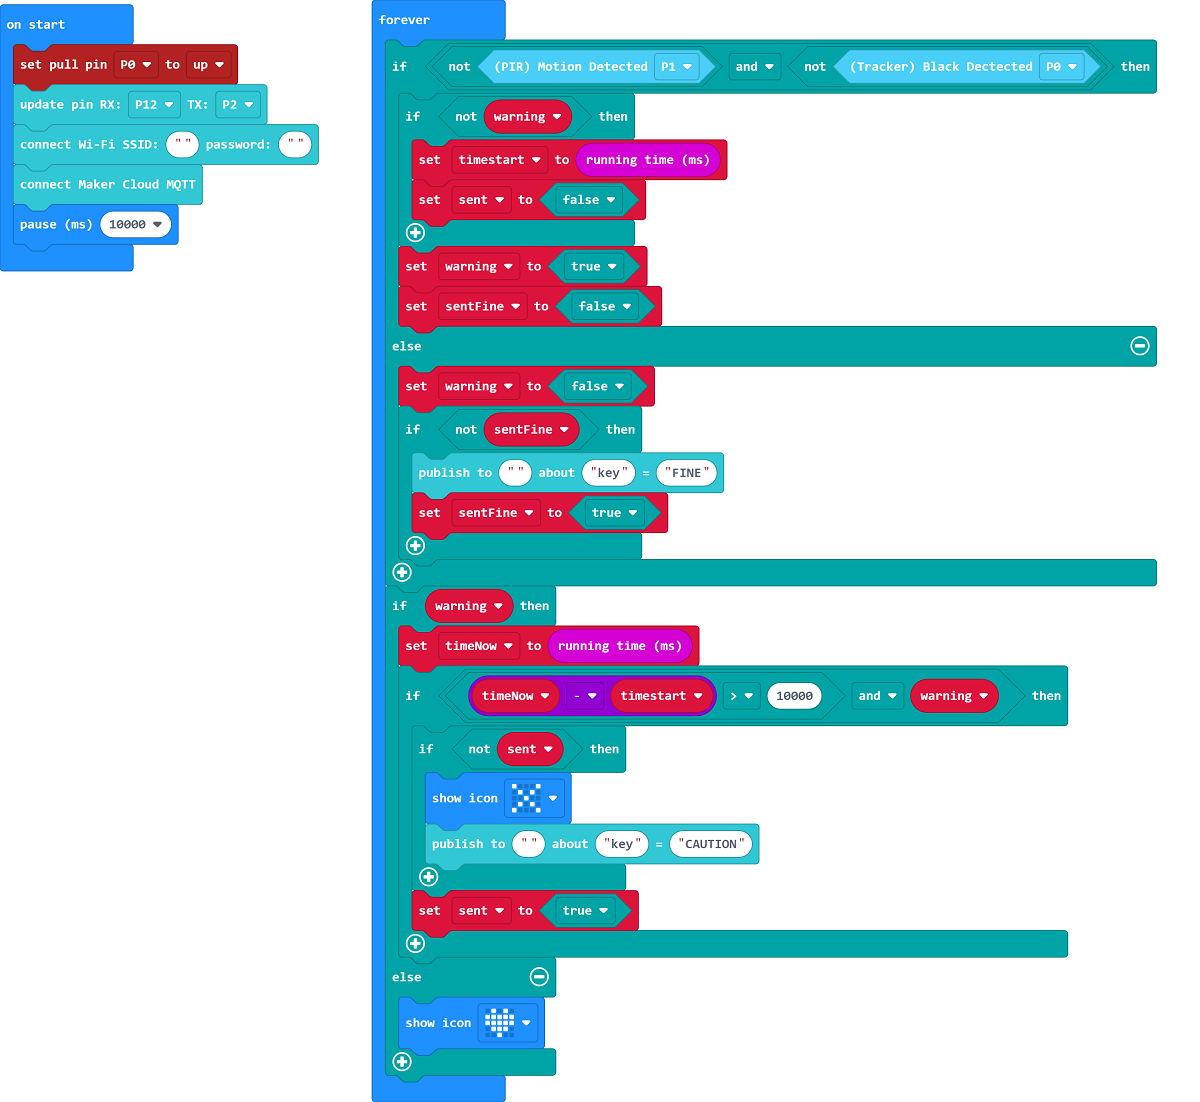 on start
set pull pin P0 to up
update pin RX: P12 TX: P2
connect Wi-Fi SSID: " " password: " "
connect Maker Cloud MQTT
pause (ms) 10000
forever
if not (PIR) Motion Detected P1 and not (Tracker) Black Dectected P0 then
if not warning then
set timestart to running time (ms)
set sent to false
set warning to true
set sentFine to false
else
set warning to false
if not sentFine then
publish to " " about "key" = "FINE"
set sentFine to true
if warning then
set timeNow to running time (ms)
if timeNow - timestart > 10000 and warning then
if not sent then
show icon
publish to " " about "key" = "CAUTION"
set sent to true
else
show icon